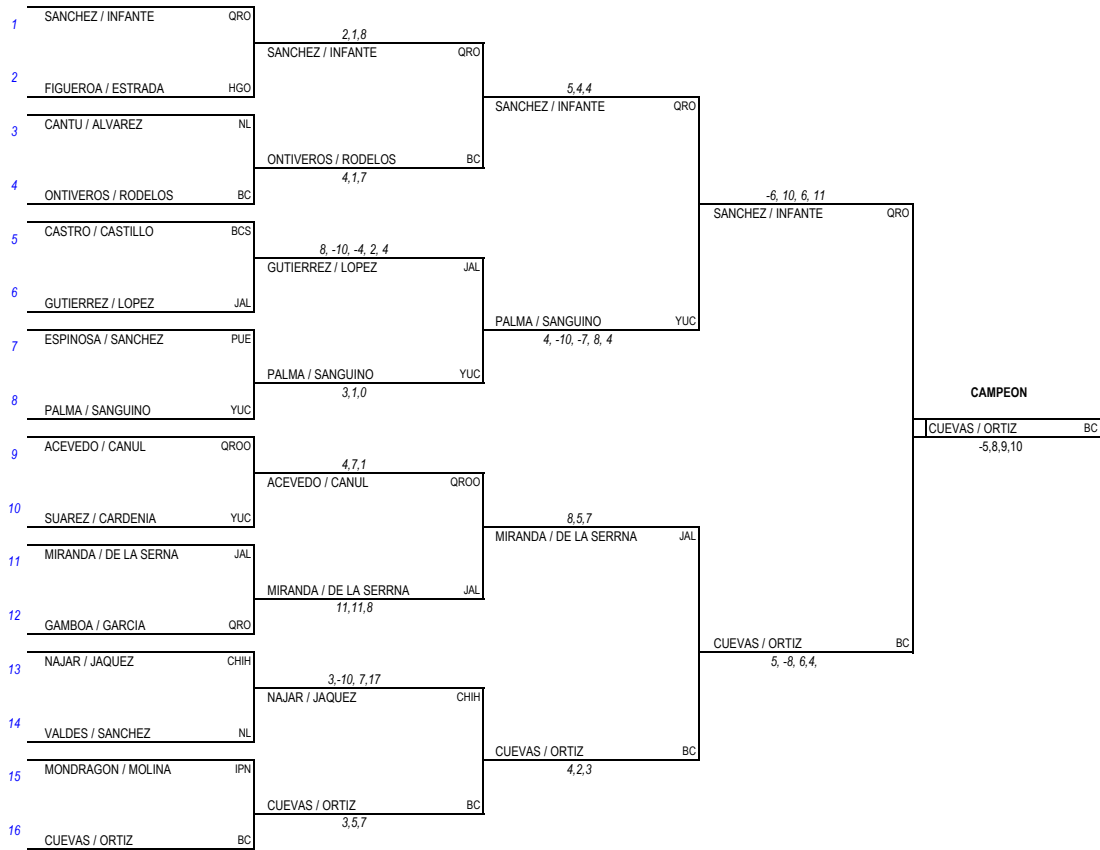 1 SANCHEZ / INFANTE QRO
2,1,8
SANCHEZ / INFANTE QRO
2 FIGUEROA / ESTRADA HGO
5,4,4
SANCHEZ / INFANTE QRO
3 CANTU / ALVAREZ NL
ONTIVEROS / RODELOS BC
4,1,7
4 ONTIVEROS / RODELOS BC
-6, 10, 6, 11
SANCHEZ / INFANTE QRO
5 CASTRO / CASTILLO BCS
8, -10, -4, 2, 4
GUTIERREZ / LOPEZ JAL
6 GUTIERREZ / LOPEZ JAL
PALMA / SANGUINO YUC
4, -10, -7, 8, 4
7 ESPINOSA / SANCHEZ PUE
PALMA / SANGUINO YUC
3,1,0
8 PALMA / SANGUINO YUC
CAMPEON
CUEVAS / ORTIZ BC
-5,8,9,10
9 ACEVEDO / CANUL QROO
4,7,1
ACEVEDO / CANUL QROO
10 SUAREZ / CARDENIA YUC
8,5,7
MIRANDA / DE LA SERRNA JAL
11 MIRANDA / DE LA SERNA JAL
MIRANDA / DE LA SERRNA JAL
11,11,8
12 GAMBOA / GARCIA QRO
CUEVAS / ORTIZ BC
5, -8, 6,4,
13 NAJAR / JAQUEZ CHIH
3,-10, 7,17
NAJAR / JAQUEZ CHIH
14 VALDES / SANCHEZ NL
CUEVAS / ORTIZ BC
4,2,3
15 MONDRAGON / MOLINA IPN
CUEVAS / ORTIZ BC
3,5,7
16 CUEVAS / ORTIZ BC